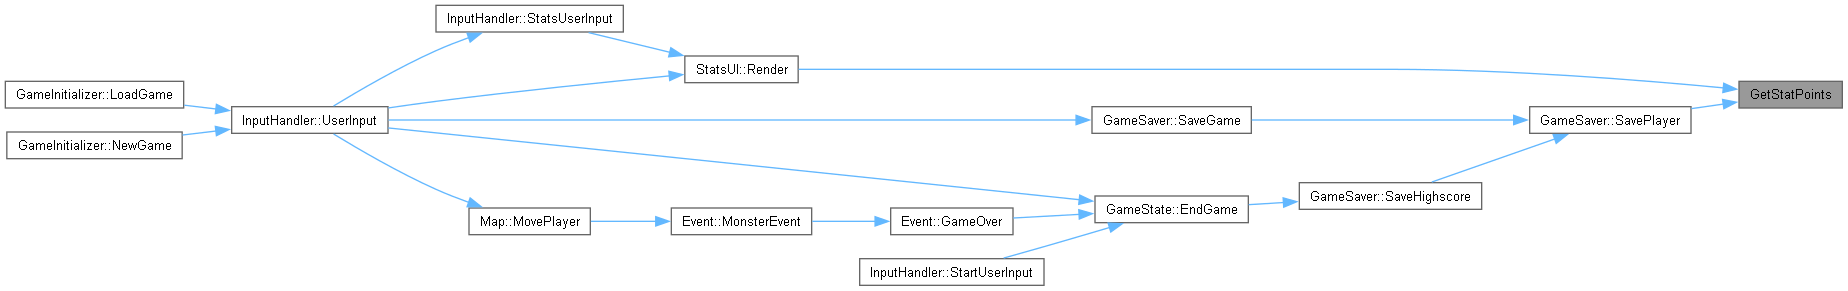 InputHandler::StatsUserInput
StatsUI::Render
GameInitializer::LoadGame
GetStatPoints
InputHandler::UserInput
GameSaver::SaveGame
GameSaver::SavePlayer
GameInitializer::NewGame
GameSaver::SaveHighscore
GameState::EndGame
Map::MovePlayer
Event::MonsterEvent
Event::GameOver
InputHandler::StartUserInput